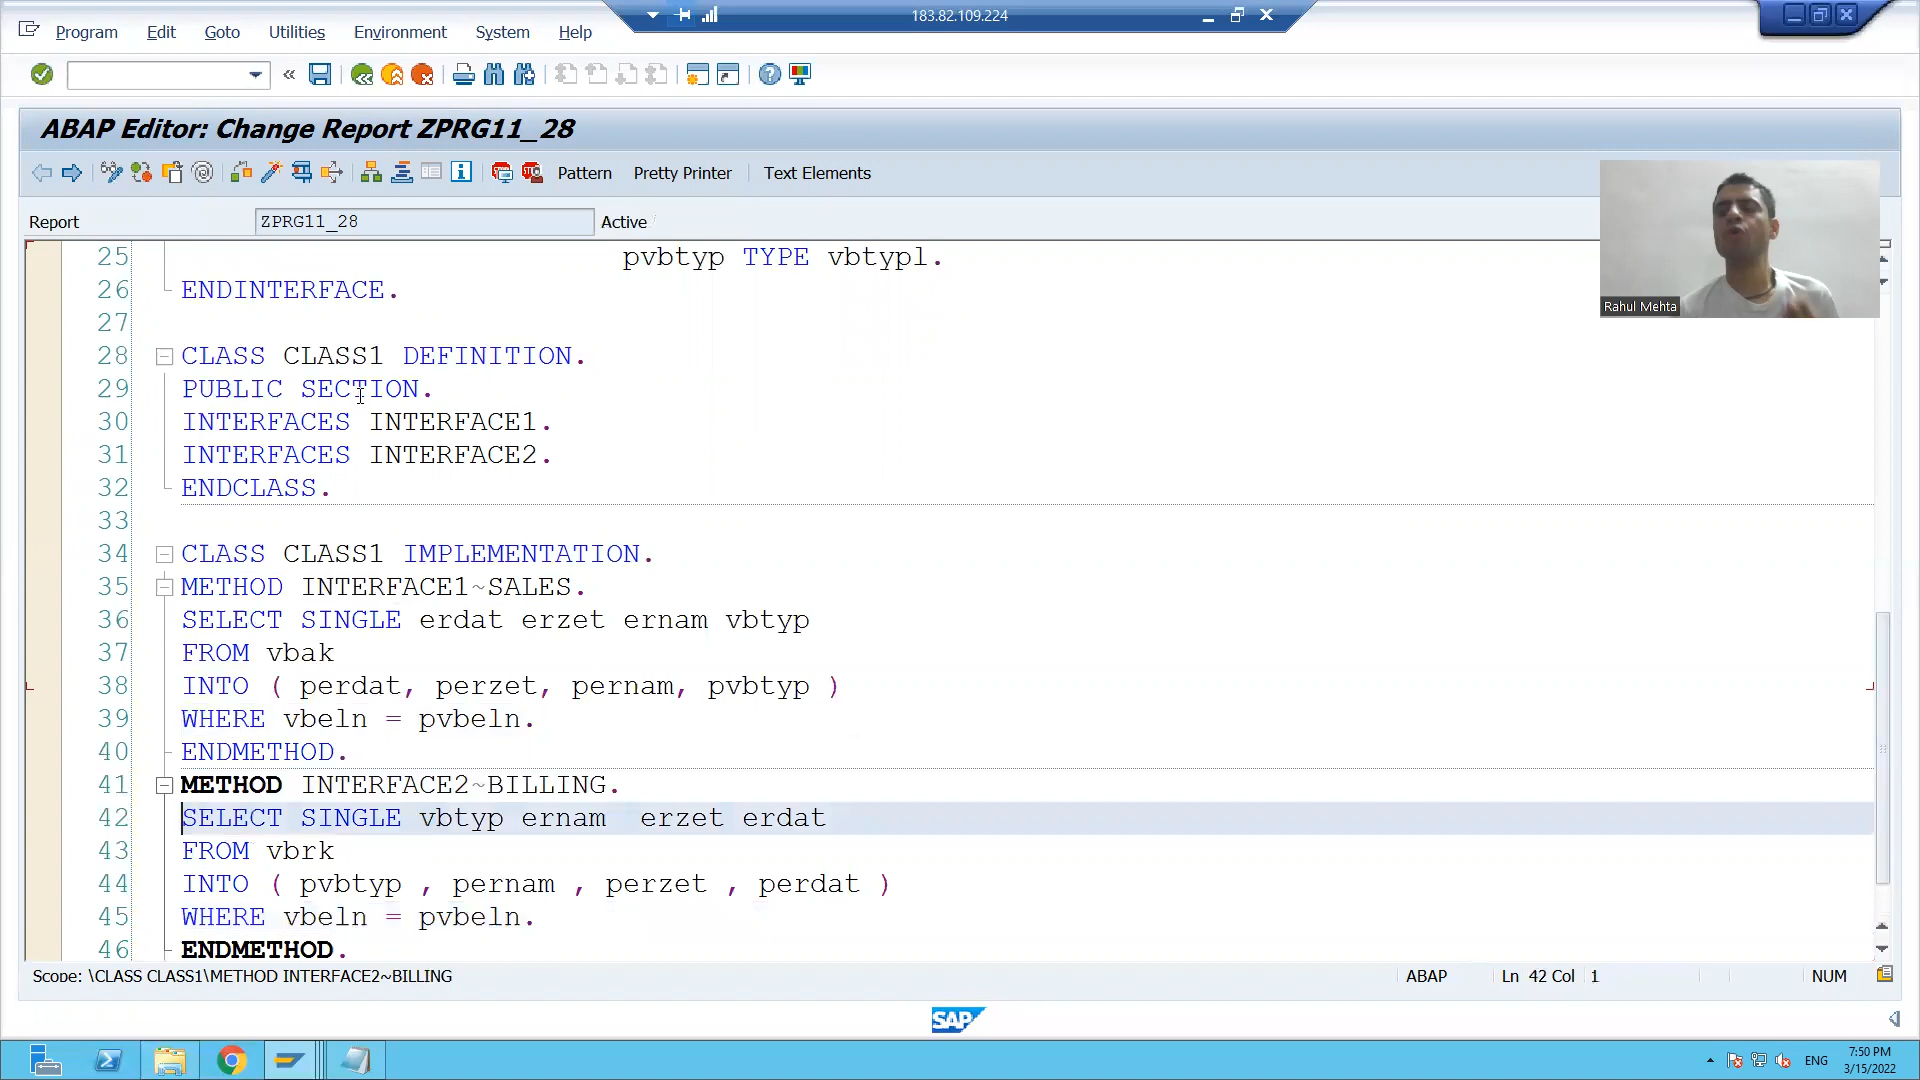 183.82.109.224
Program Edit Goto Utilities Environment System Help
ABAP Editor: Change Report ZPRG11_28
Pattern Pretty Printer Text Elements
Report ZPRG11_28 Active
Rahul Mehta
25 pvbtyp TYPE vbtypl.
26 ENDINTERFACE.
27
28 CLASS CLASS1 DEFINITION.
29 PUBLIC SECTION.
30 INTERFACES INTERFACE1.
31 INTERFACES INTERFACE2.
32 ENDCLASS.
33
34 CLASS CLASS1 IMPLEMENTATION.
35 METHOD INTERFACE1~SALES.
36 SELECT SINGLE erdat erzet ernam vbtyp
37 FROM vbak
38 INTO ( perdat, perzet, pernam, pvbtyp )
39 WHERE vbeln = pvbeln.
40 ENDMETHOD.
41 METHOD INTERFACE2~BILLING.
42 SELECT SINGLE vbtyp ernam  erzet erdat
43 FROM vbrk
44 INTO ( pvbtyp , pernam , perzet , perdat )
45 WHERE vbeln = pvbeln.
46 ENDMETHOD.
Scope: \CLASS CLASS1\METHOD INTERFACE2~BILLING ABAP Ln 42 Col 1 NUM
SAP
ENG
7:50 PM
3/15/2022